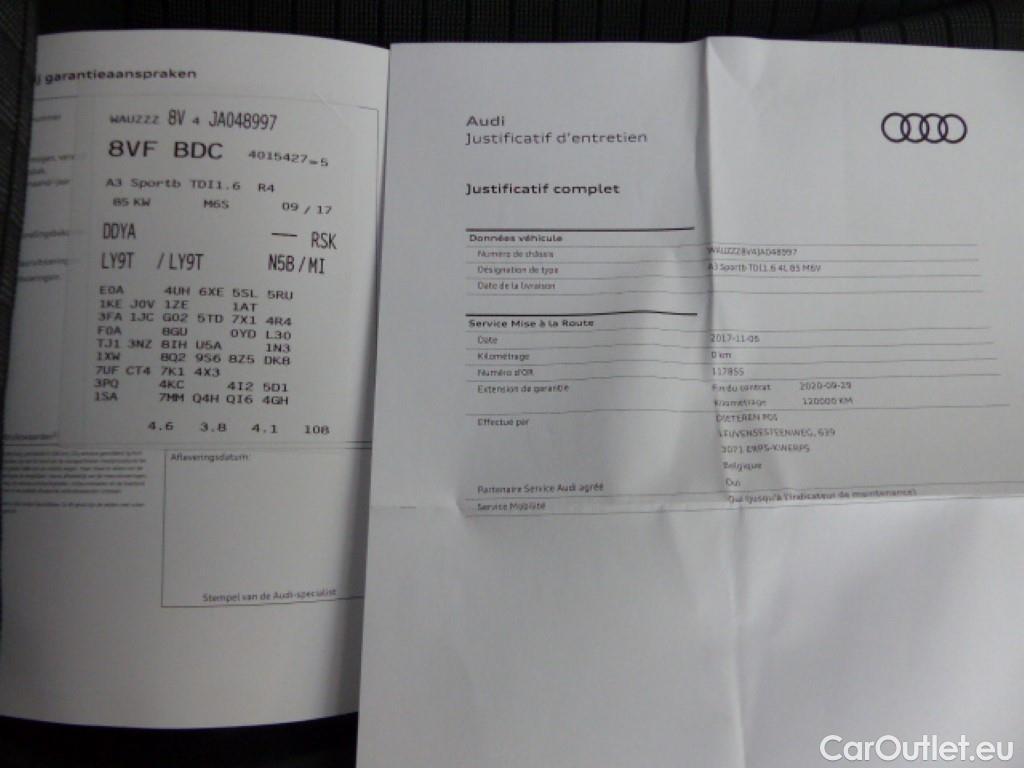 ij garantieaanspraken
WAUZZZ 8V 4 JA048997
8VF BDC 4015427-5
A3 Sportb TDI1.6 R4
85 KW M6S 09 / 17
DDYA — RSK
LY9T / LY9T N5B / MI
E0A 4UH 6XE 5SL 5RU
1KE J0V 1ZE 1AT
3FA 1JC G02 5TD 7X1 4R4
F0A 8GU 0YD L30
TJ1 3NZ 8IH U5A 1N3
1XW 8Q2 9S6 8Z5 DK8
7UF CT4 7K1 4X3
3PQ 4KC 4I2 5D1
1SA 7MM Q4H QI6 4GH
4.6 3.8 4.1 108
Afleveringsdatum:
Stempel van de Audi-specialist
Audi
Justificatif d'entretien
Justificatif complet
Données véhicule
Numéro de châssis WAUZZZ8V4JA048997
Désignation de type A3 Sportb TDI1.6 4L 85 M6V
Date de la livraison
Service Mise à la Route
Date 2017-11-06
Kilométrage 0 km
Numéro d'OR 117855
Extension de garantie Fin du contrat 2020-09-29
Kilométrage 120000 KM
Effectué par DIETEREN
LEUVENSESTEENWEG, 639
3071 ERPS-KWERPS
Belgique
Partenaire Service Audi agréé Oui
Service Mobilité Oui (jusqu'à l'indicateur de maintenance)
CarOutlet.eu